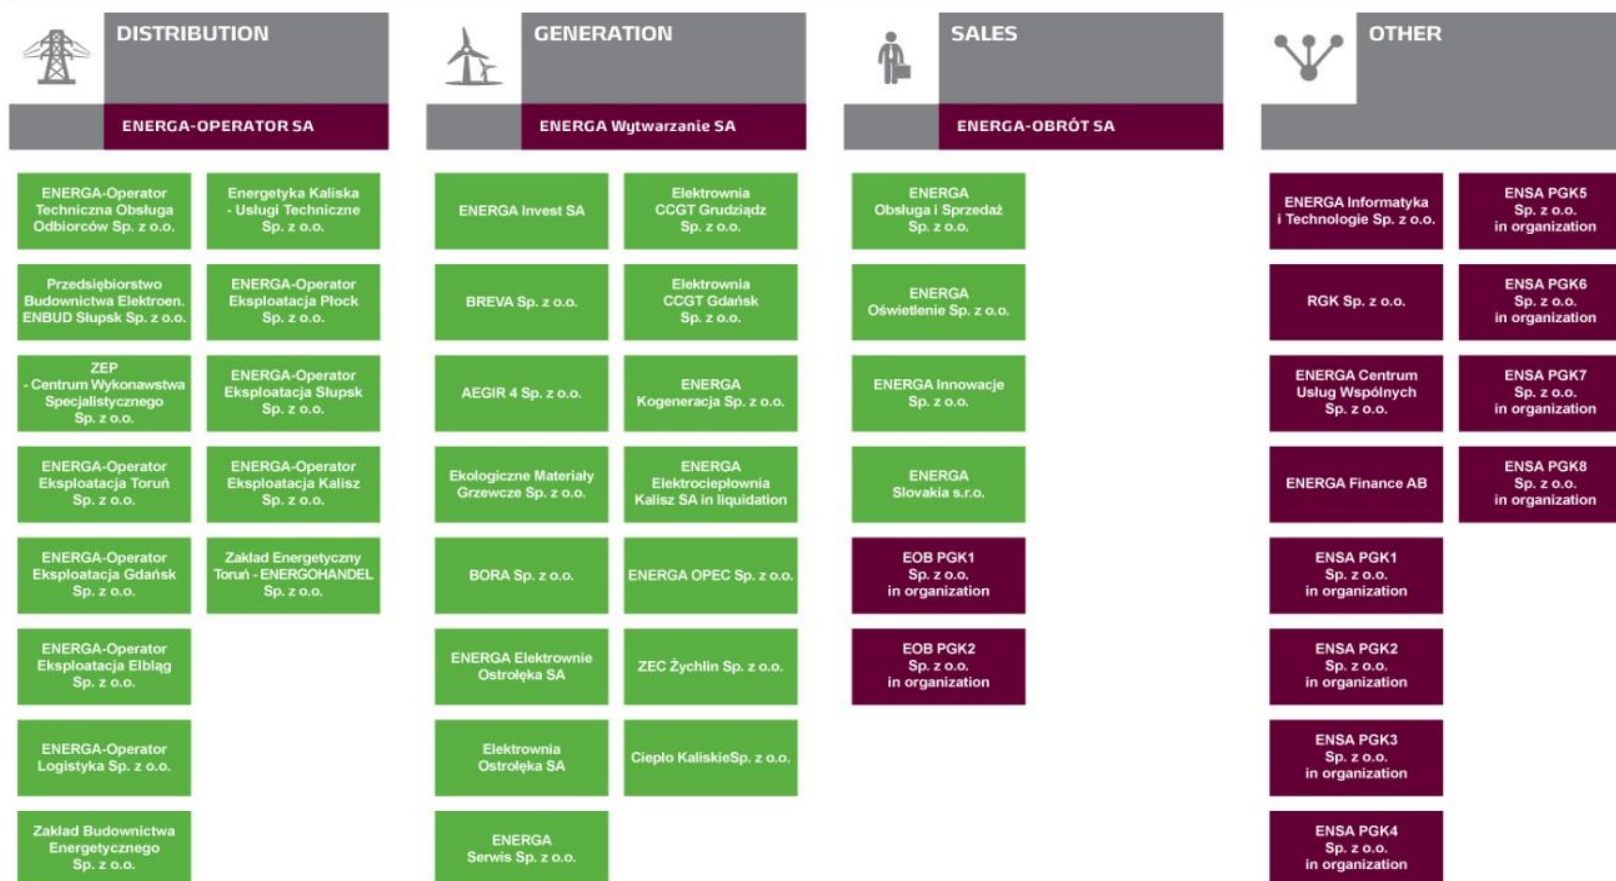 DISTRIBUTION
ENERGA-OPERATOR SA
ENERGA-Operator
Techniczna Obsługa
Odbiorców Sp. z o.o.
Energetyka Kaliska
- Usługi Techniczne
Sp. z o.o.
Przedsiębiorstwo
Budownictwa Elektroen.
ENBUD Słupsk Sp. z o.o.
ENERGA-Operator
Eksploatacja Płock
Sp. z o.o.
ZEP
- Centrum Wykonawstwa
Specjalistycznego
Sp. z o.o.
ENERGA-Operator
Eksploatacja Słupsk
Sp. z o.o.
ENERGA-Operator
Eksploatacja Toruń
Sp. z o.o.
ENERGA-Operator
Eksploatacja Kalisz
Sp. z o.o.
ENERGA-Operator
Eksploatacja Gdańsk
Sp. z o.o.
Zakład Energetyczny
Toruń - ENERGOHANDEL
Sp. z o.o.
ENERGA-Operator
Eksploatacja Elbląg
Sp. z o.o.
ENERGA-Operator
Logistyka Sp. z o.o.
Zakład Budownictwa
Energetycznego
Sp. z o.o.
GENERATION
ENERGA Wytwarzanie SA
ENERGA Invest SA
Elektrownia
CCGT Grudziądz
Sp. z o.o.
BREVA Sp. z o.o.
Elektrownia
CCGT Gdańsk
Sp. z o.o.
AEGIR 4 Sp. z o.o.
ENERGA
Kogeneracja Sp. z o.o.
Ekologiczne Materiały
Grzewcze Sp. z o.o.
ENERGA
Elektrociepłownia
Kalisz SA in liquidation
BORA Sp. z o.o.
ENERGA OPEC Sp. z o.o.
ENERGA Elektrownie
Ostrołęka SA
ZEC Żychlin Sp. z o.o.
Elektrownia
Ostrołęka SA
Ciepło KaliskieSp. z o.o.
ENERGA
Serwis Sp. z o.o.
SALES
ENERGA-OBRÓT SA
ENERGA
Obsługa i Sprzedaż
Sp. z o.o.
ENERGA
Oświetlenie Sp. z o.o.
ENERGA Innowacje
Sp. z o.o.
ENERGA
Slovakia s.r.o.
EOB PGK1
Sp. z o.o.
in organization
EOB PGK2
Sp. z o.o.
in organization
OTHER
ENERGA Informatyka
i Technologie Sp. z o.o.
ENSA PGK5
Sp. z o.o.
in organization
RGK Sp. z o.o.
ENSA PGK6
Sp. z o.o.
in organization
ENERGA Centrum
Usług Wspólnych
Sp. z o.o.
ENSA PGK7
Sp. z o.o.
in organization
ENERGA Finance AB
ENSA PGK8
Sp. z o.o.
in organization
ENSA PGK1
Sp. z o.o.
in organization
ENSA PGK2
Sp. z o.o.
in organization
ENSA PGK3
Sp. z o.o.
in organization
ENSA PGK4
Sp. z o.o.
in organization